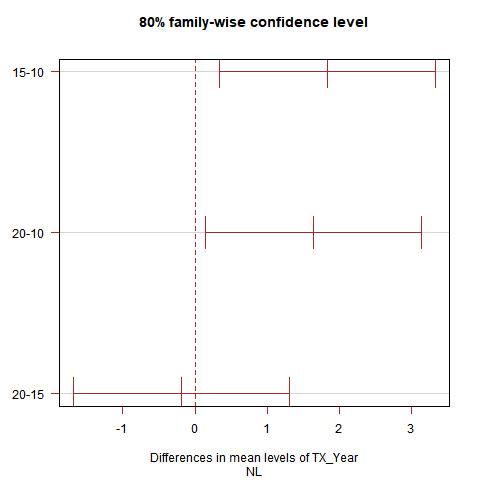 80% family-wise confidence level
15-10
20-10
20-15
-1 0 1 2 3
Differences in mean levels of TX_Year
NL